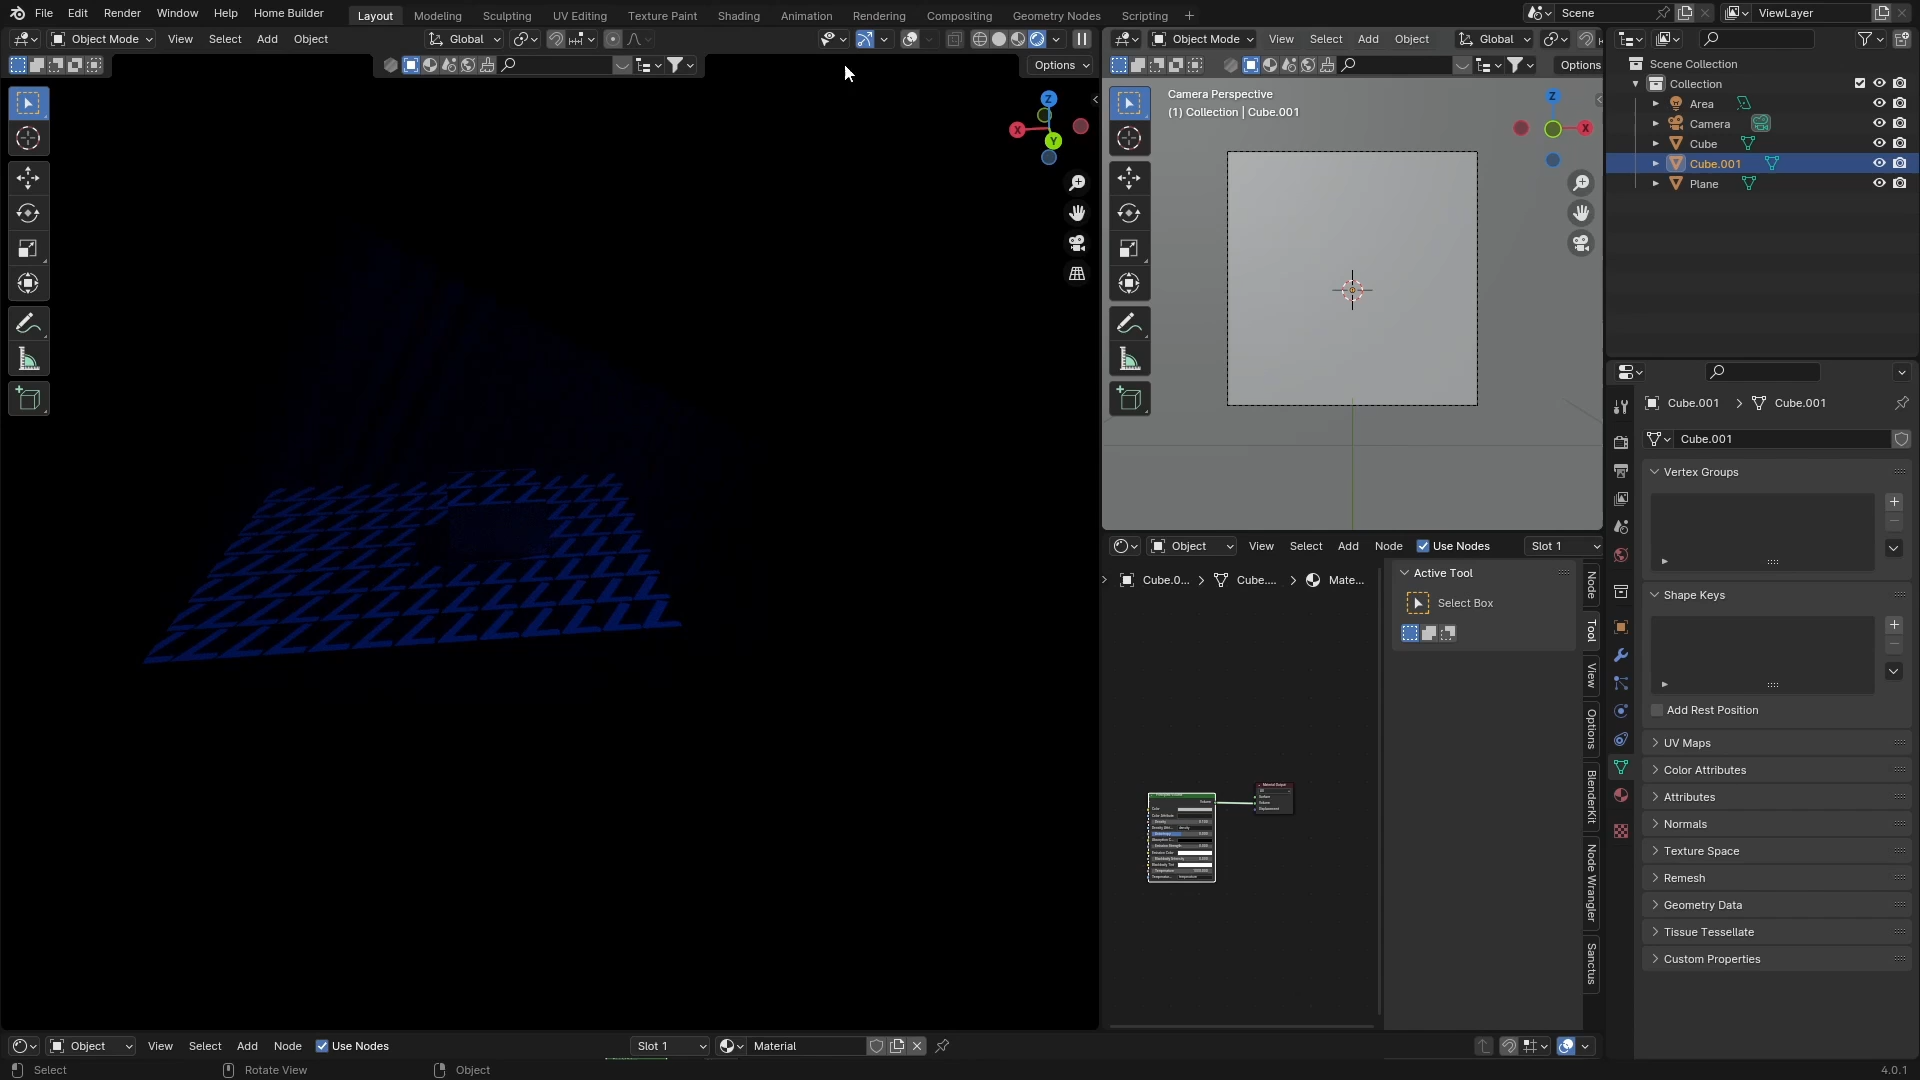 File Edit Render Window Help Home Builder Layout Modeling Sculpting UV Editing Texture Paint Shading Animation Rendering Compositing Geometry Nodes Scripting + Scene ViewLayer
Object Mode View Select Add Object Global
Options
X Y Z
Object Mode View Select Add Object Global
Options
Camera Perspective
(1) Collection | Cube.001
Z
X
Scene Collection
Collection
Area
Camera
Cube
Cube.001
Plane
Cube.001 > Cube.001
Cube.001
Vertex Groups
Shape Keys
Add Rest Position
UV Maps
Color Attributes
Attributes
Normals
Texture Space
Remesh
Geometry Data
Tissue Tessellate
Custom Properties
Object View Select Add Node Use Nodes Slot 1
Cube.0... > Cube.... > Mate...
Active Tool
Select Box
Node
Tool
View
Options
BlenderKit
Node Wrangler
Sanctus
Material Output
Object View Select Add Node Use Nodes Slot 1 Material
Select Rotate View Object 4.0.1